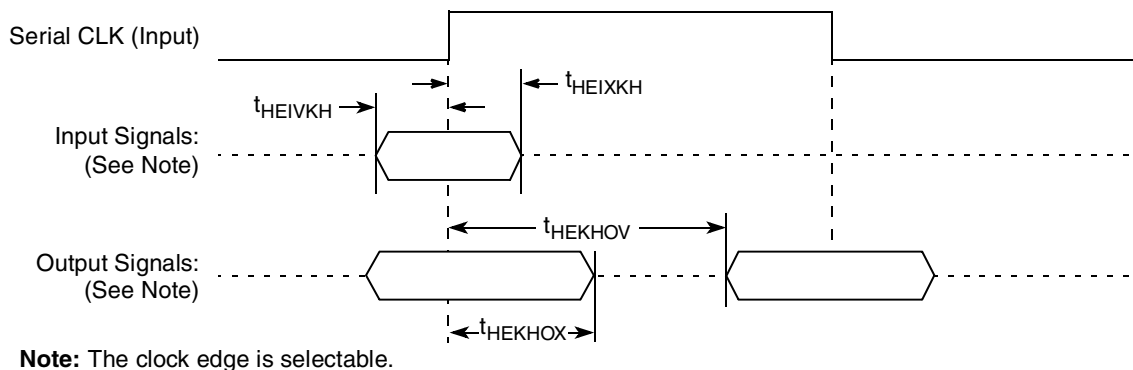 Serial CLK (Input)
tHEIXKH
tHEIVKH
Input Signals:
(See Note)
tHEKHOV
Output Signals:
(See Note)
tHEKHOX
Note: The clock edge is selectable.